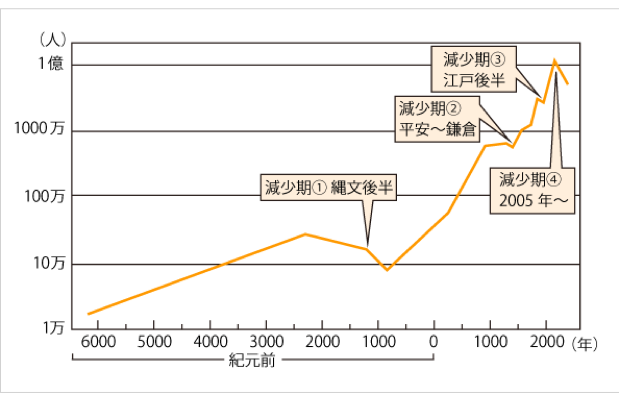 （人）
1億
1000万
100万
10万
1万
減少期③
江戸後半
減少期②
平安～鎌倉
減少期① 縄文後半
減少期④
2005 年～
6000 5000 4000 3000 2000 1000 0 1000 2000 （年）
紀元前